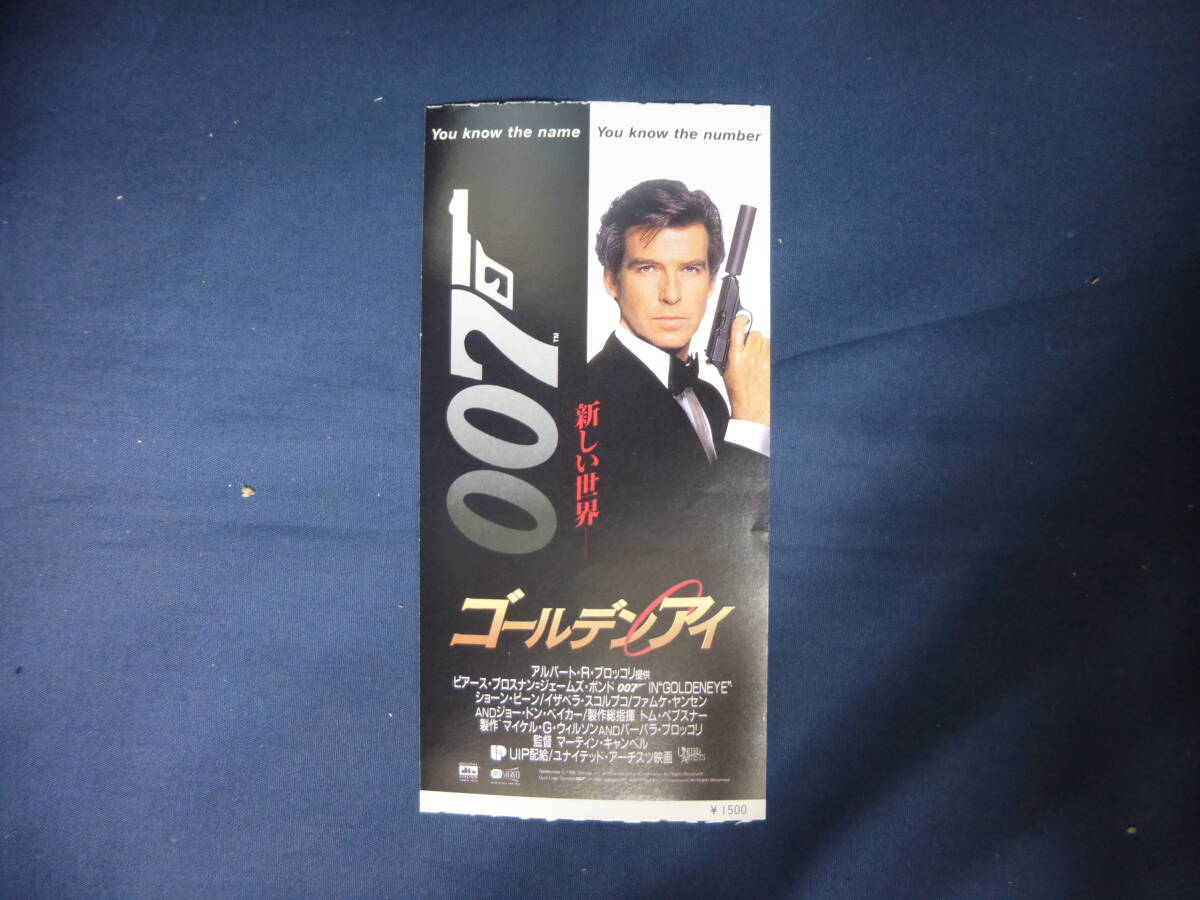 You know the name
You know the number
007
TM
新しい世界──
ゴールデンアイ
アルバート・R・ブロッコリ提供
ピアース・ブロスナン=ジェームズ・ボンド 007 IN "GOLDENEYE"
ショーン・ビーン/イザベラ・スコルプコ/ファムケ・ヤンセン
ANDジョー・ドン・ベイカー/製作総指揮 トム・ペブスナー
製作 マイケル・G・ウィルソンANDバーバラ・ブロッコリ
監督 マーティン・キャンベル
UIP配給/ユナイテッド・アーチスツ映画
UNITED ARTISTS
dts
¥1500